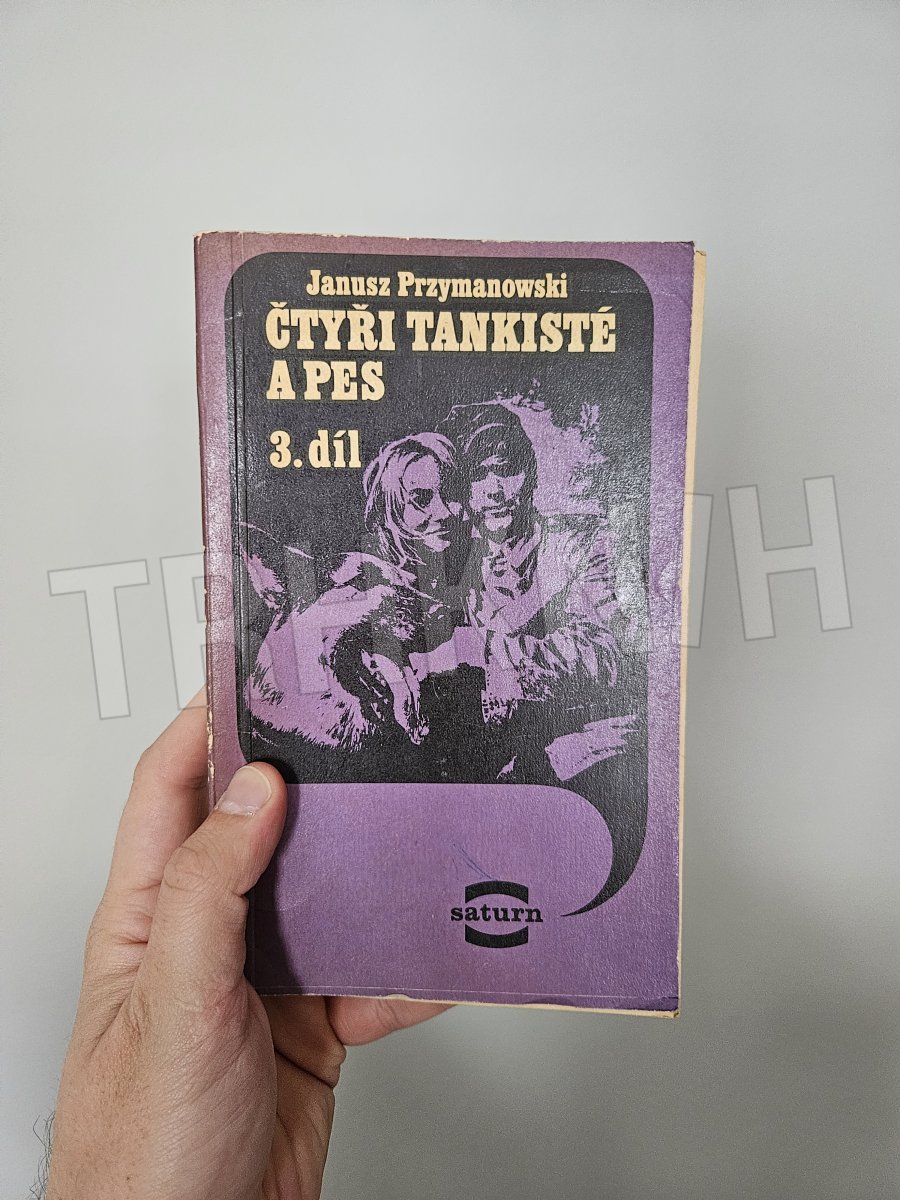 Janusz Przymanowski
ČTYŘI TANKISTÉ
A PES
3. díl
saturn